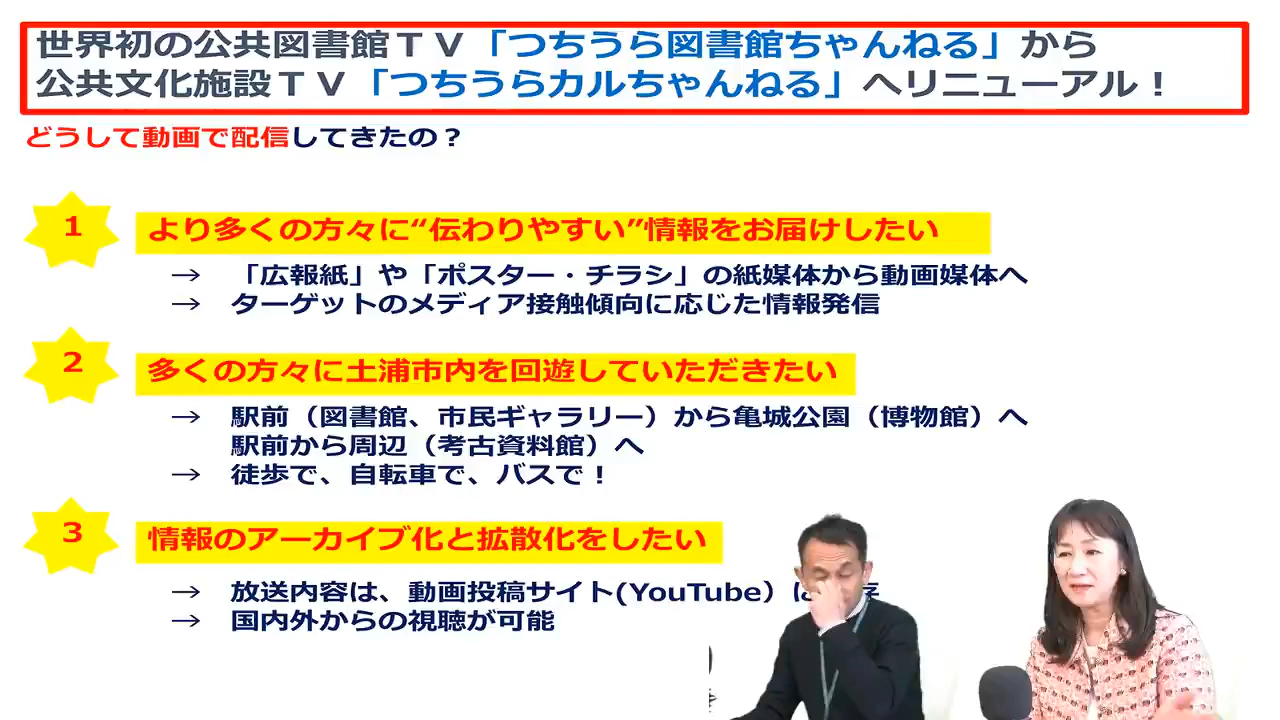 世界初の公共図書館ＴＶ「つちうら図書館ちゃんねる」から
公共文化施設ＴＶ「つちうらカルちゃんねる」へリニューアル！
どうして動画で配信してきたの？
1
より多くの方々に“伝わりやすい”情報をお届けしたい
→ 「広報紙」や「ポスター・チラシ」の紙媒体から動画媒体へ
→ ターゲットのメディア接触傾向に応じた情報発信
2
多くの方々に土浦市内を回遊していただきたい
→ 駅前（図書館、市民ギャラリー）から亀城公園（博物館）へ
駅前から周辺（考古資料館）へ
→ 徒歩で、自転車で、バスで！
3
情報のアーカイブ化と拡散化をしたい
→ 放送内容は、動画投稿サイト(YouTube）に 存
→ 国内外からの視聴が可能